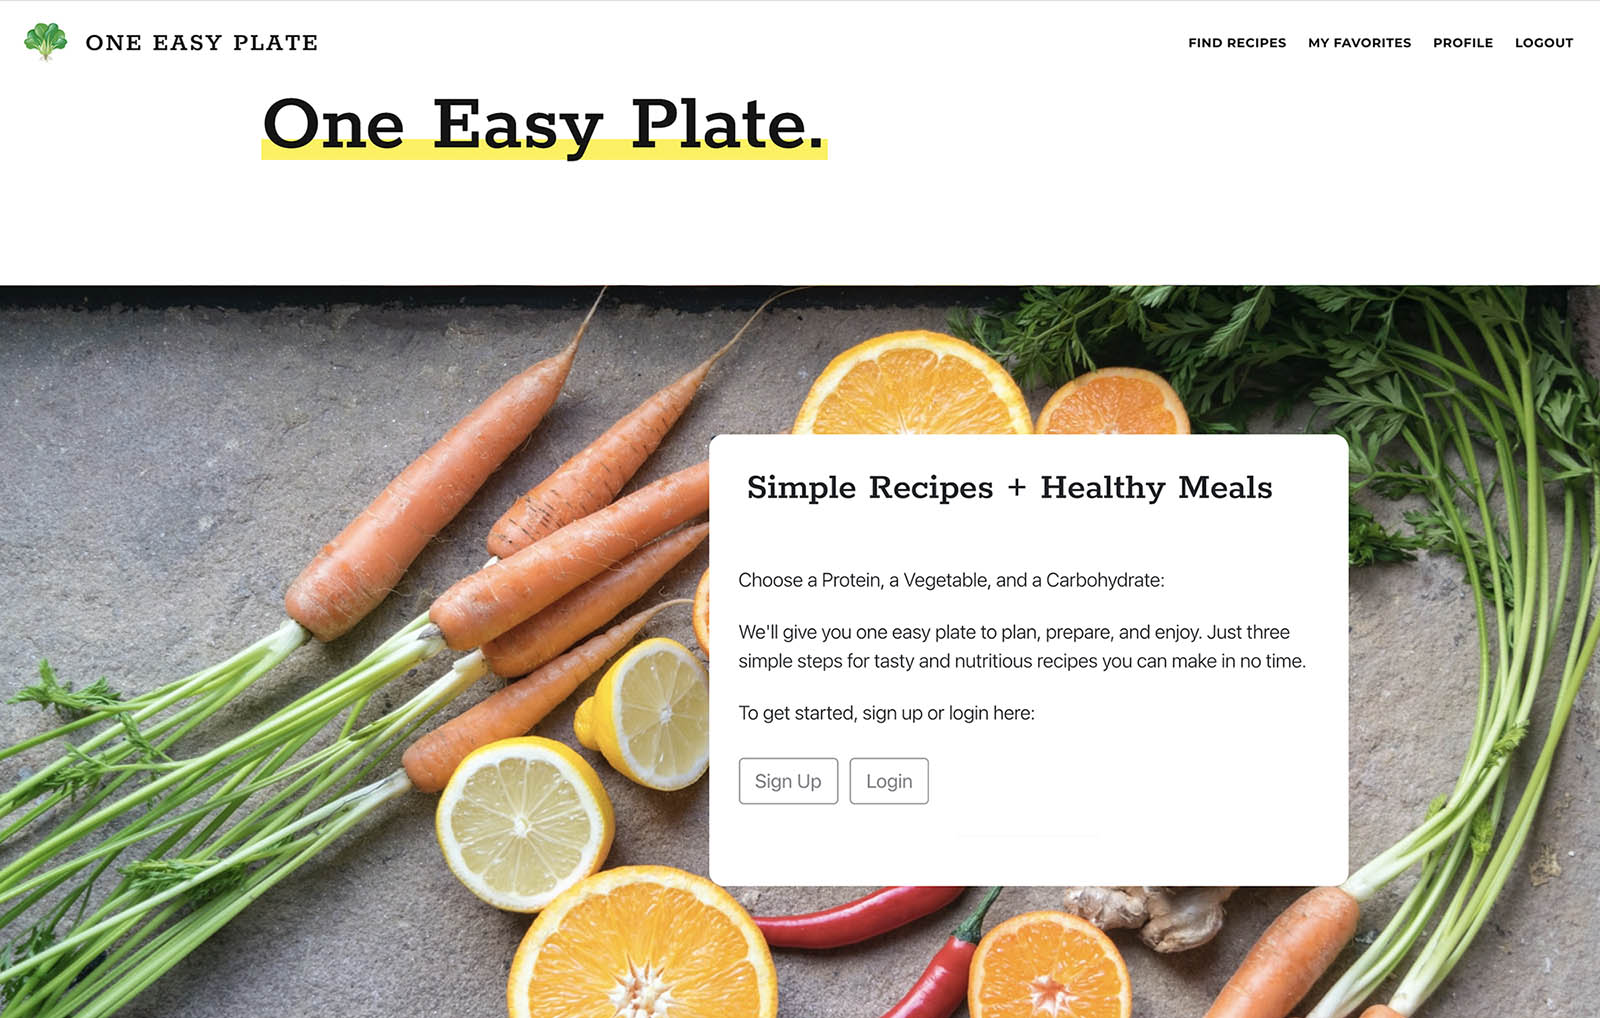 ONE EASY PLATE
FIND RECIPES
MY FAVORITES
PROFILE
LOGOUT
One Easy Plate.
Simple Recipes + Healthy Meals
Choose a Protein, a Vegetable, and a Carbohydrate:
We'll give you one easy plate to plan, prepare, and enjoy. Just three
simple steps for tasty and nutritious recipes you can make in no time.
To get started, sign up or login here:
Sign Up
Login